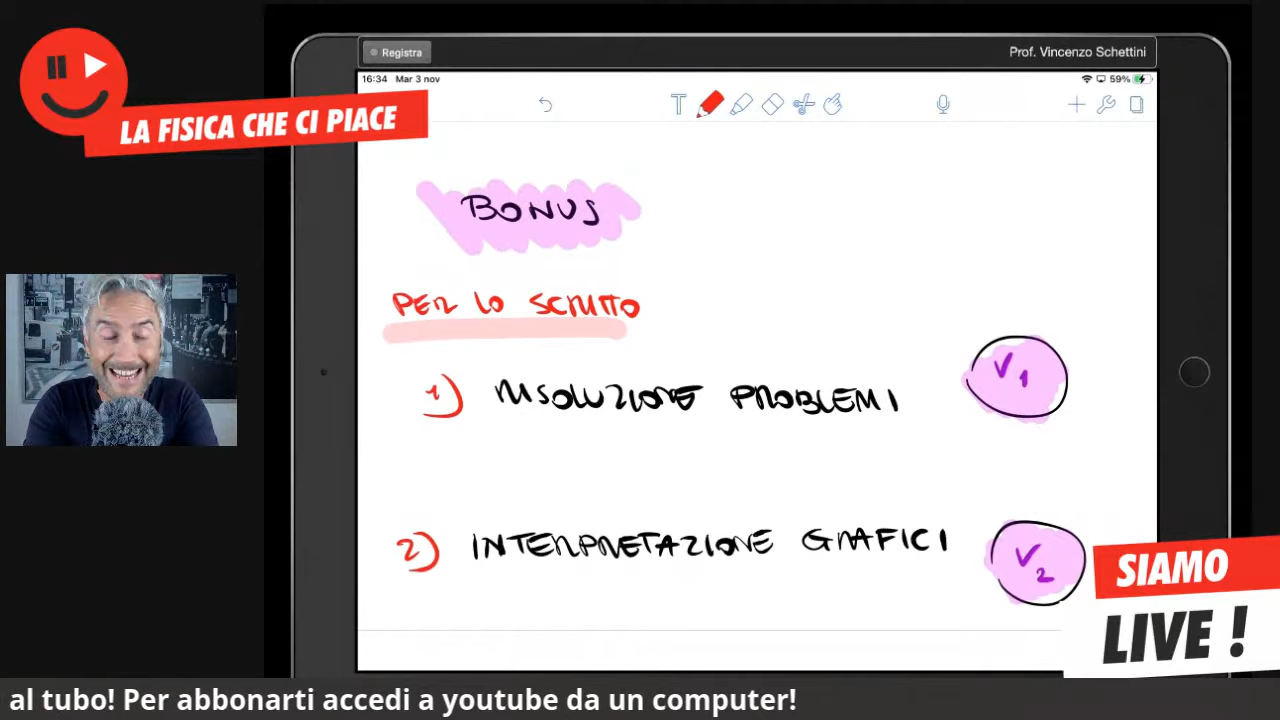 Registra
Prof. Vincenzo Schettini
16:34 Mar 3 nov
59%
LA FISICA CHE CI PIACE
BONUS
PER LO SCRITTO
1) RISOLUZIONE PROBLEMI
V1
2) INTERPRETAZIONE GRAFICI
V2
SIAMO
LIVE !
al tubo! Per abbonarti accedi a youtube da un computer!